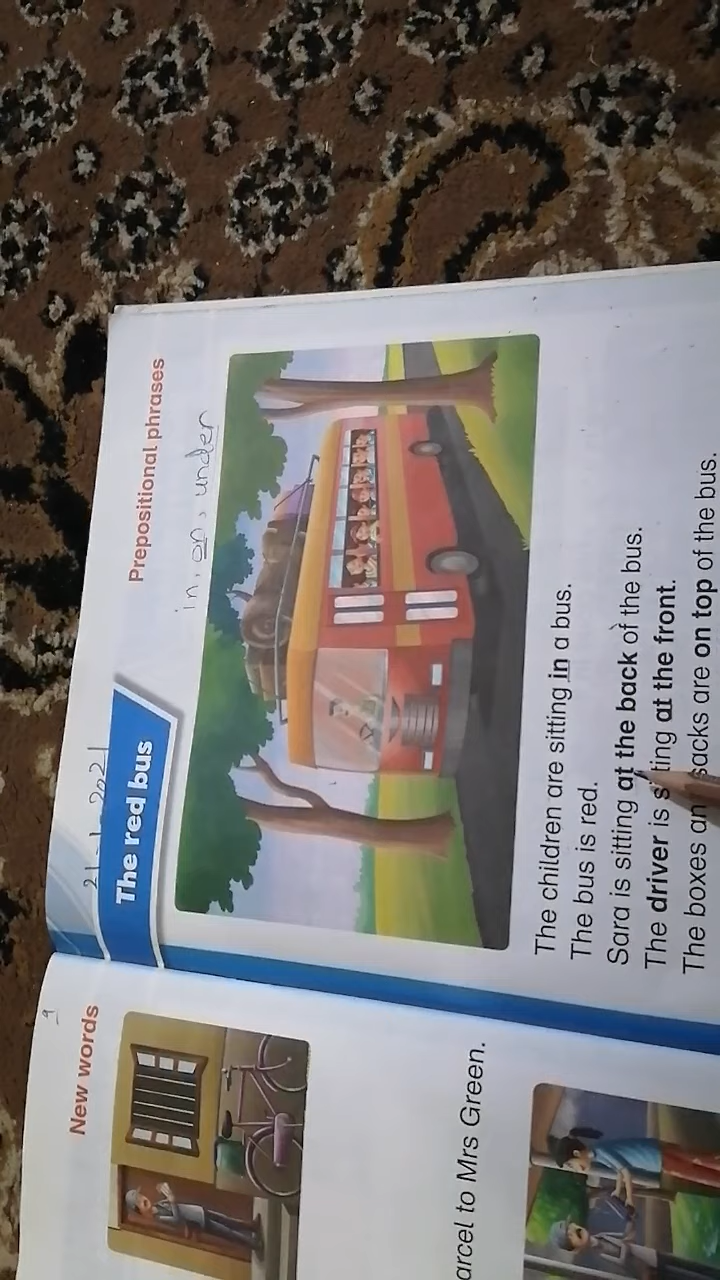 9
New words
arcel to Mrs Green.
21-1-2021
The red bus
Prepositional phrases
in, on, under
The children are sitting in a bus.
The bus is red.
Sara is sitting at the back of the bus.
The driver is ting at the front.
The boxes an sacks are on top of the bus.